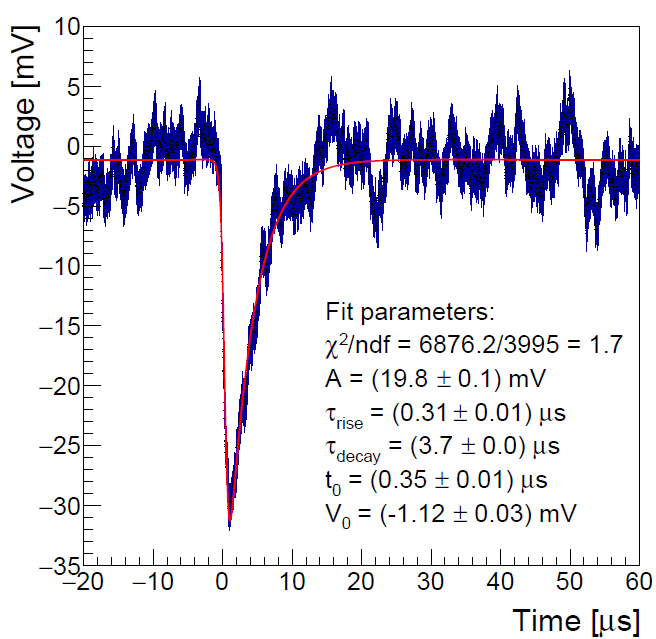 Voltage [mV]
10
5
0
−5
−10
−15
−20
−25
−30
−35
Fit parameters:
χ²/ndf = 6876.2/3995 = 1.7
A = (19.8 ± 0.1) mV
τrise = (0.31 ± 0.01) μs
τdecay = (3.7 ± 0.0) μs
t0 = (0.35 ± 0.01) μs
V0 = (-1.12 ± 0.03) mV
−20 −10 0 10 20 30 40 50 60
Time [μs]